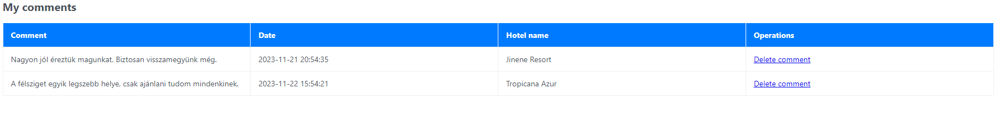 My comments
Comment Date Hotel name Operations
Nagyon jól éreztük magunkat. Biztosan visszamegyünk még. 2023-11-21 20:54:35 Jinene Resort Delete comment
A félsziget egyik legszebb helye, csak ajánlani tudom mindenkinek. 2023-11-22 15:54:21 Tropicana Azur Delete comment